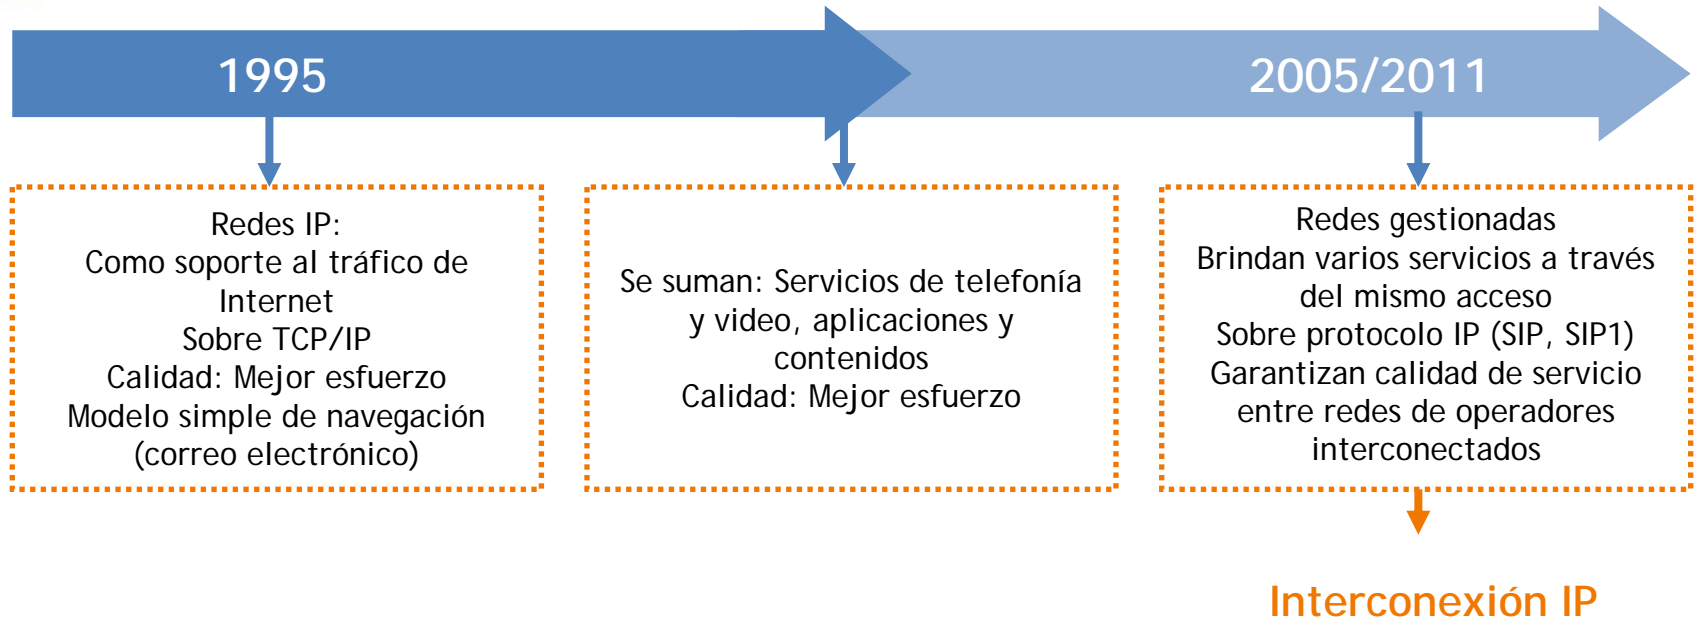 1995
2005/2011
Redes IP:
Como soporte al tráfico de
Internet
Sobre TCP/IP
Calidad: Mejor esfuerzo
Modelo simple de navegación
(correo electrónico)
Se suman: Servicios de telefonía
y video, aplicaciones y
contenidos
Calidad: Mejor esfuerzo
Redes gestionadas
Brindan varios servicios a través
del mismo acceso
Sobre protocolo IP (SIP, SIP1)
Garantizan calidad de servicio
entre redes de operadores
interconectados
Interconexión IP